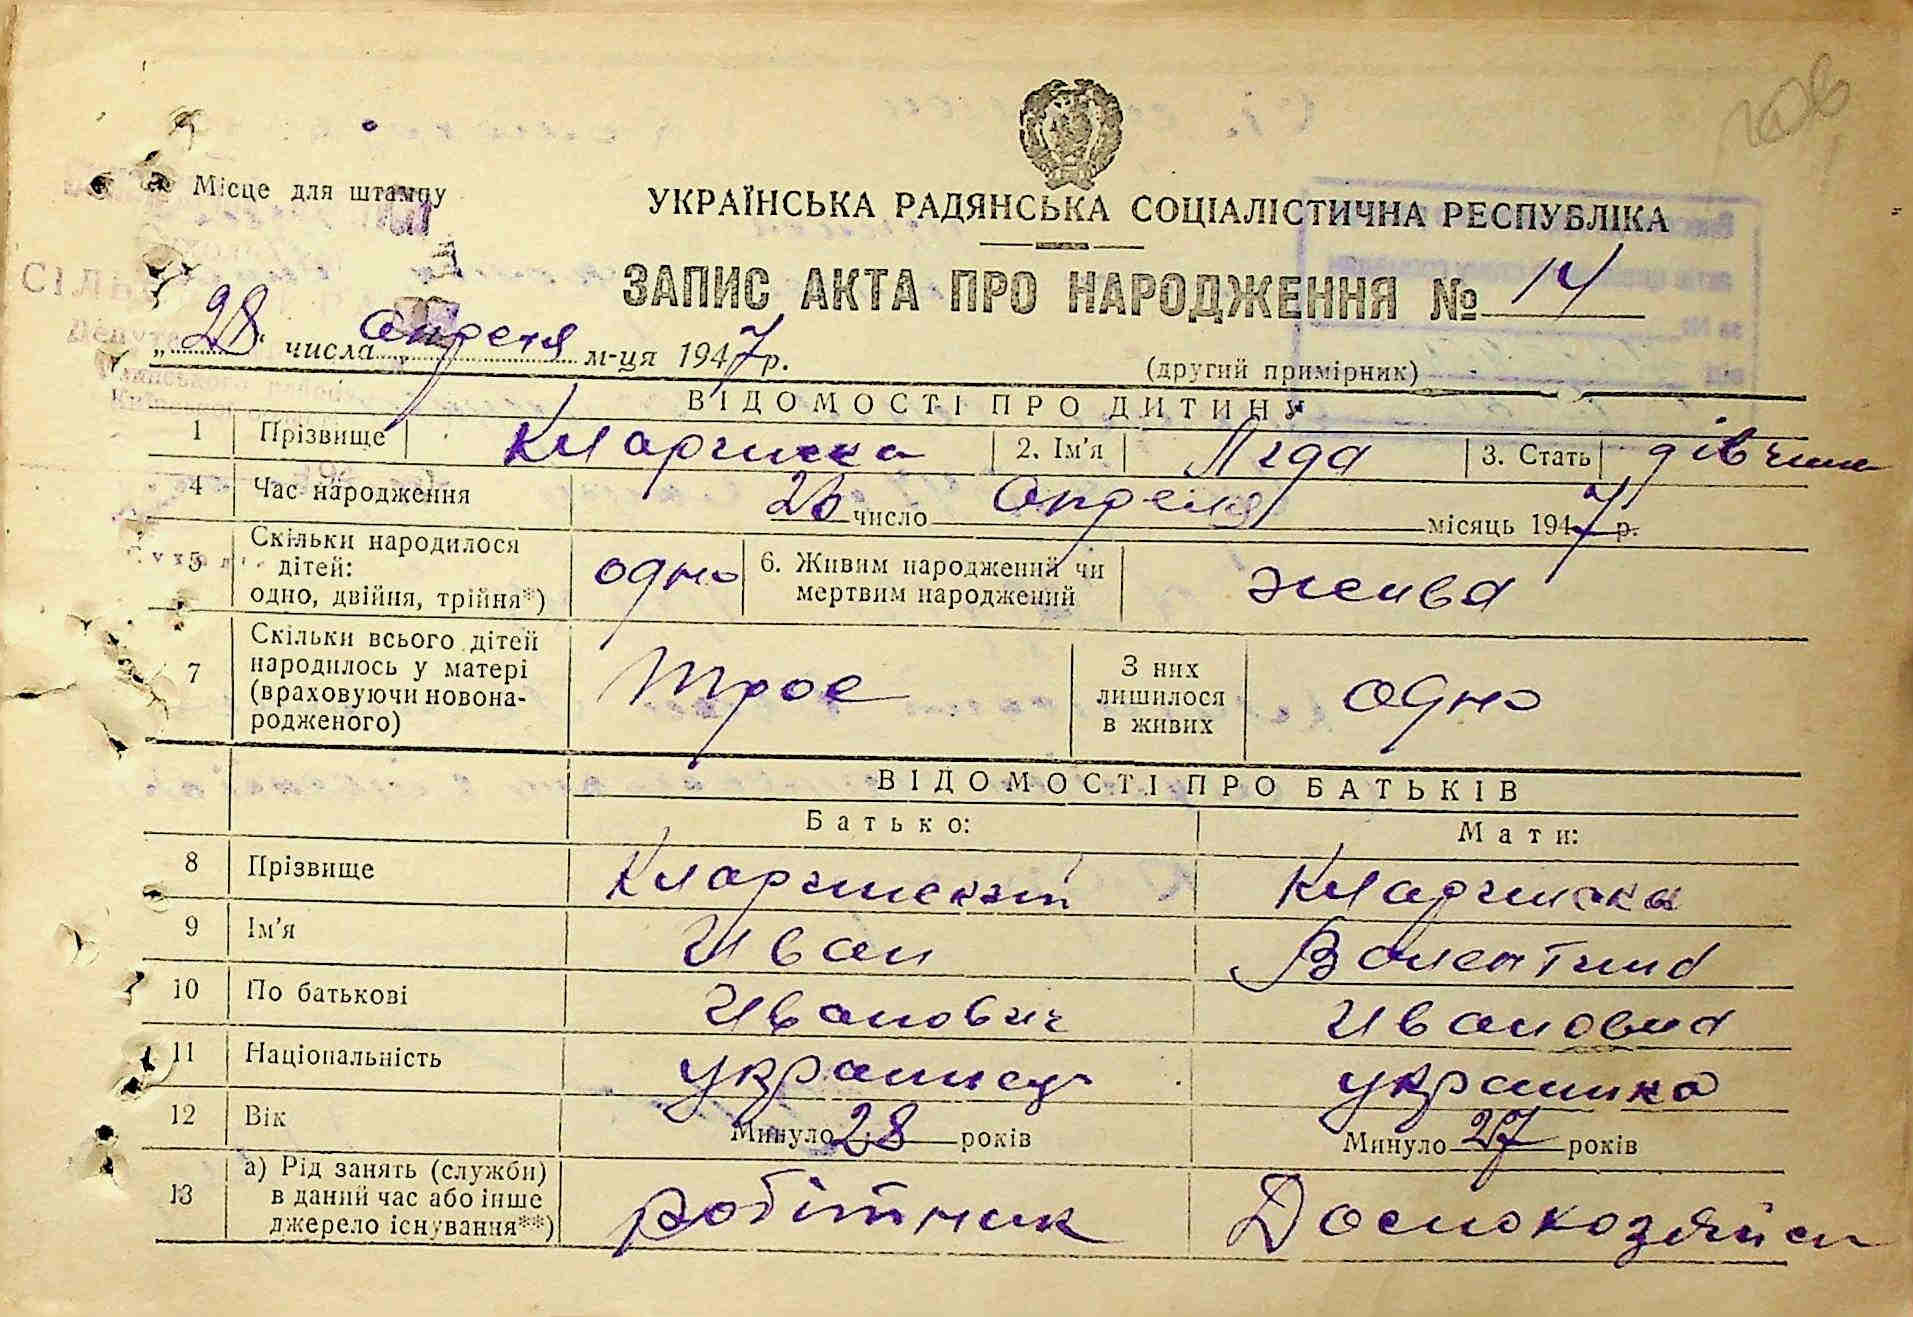 Місце для штампу
УКРАЇНСЬКА РАДЯНСЬКА СОЦІАЛІСТИЧНА РЕСПУБЛІКА
ЗАПИС АКТА ПРО НАРОДЖЕННЯ № 14
„28“ числа апреля м-ця 1947 р.
(другий примірник)
ВІДОМОСТІ ПРО ДИТИНУ
1 Прізвище 2. Ім'яЛіда 3. Стать дівчина
4 Час народження 26 число апреля місяць 1947 р.
5 Скільки народилося дітей: одно, двійня, трійня*) одно 6. Живим народжений чи мертвим народжений жива
7 Скільки всього дітей народилось у матері (враховуючи новонародженого) трое З них лишилося в живих одно
ВІДОМОСТІ ПРО БАТЬКІВ
Батько: Мати:
8 Прізвище
9 Ім'я Иван Валентина
10 По батькові Иванович Ивановна
11 Національність украинец украинка
12 Вік Минуло 28 років Минуло 27 років
13 а) Рід занять (служби) в даний час або інше джерело існування**) робітник